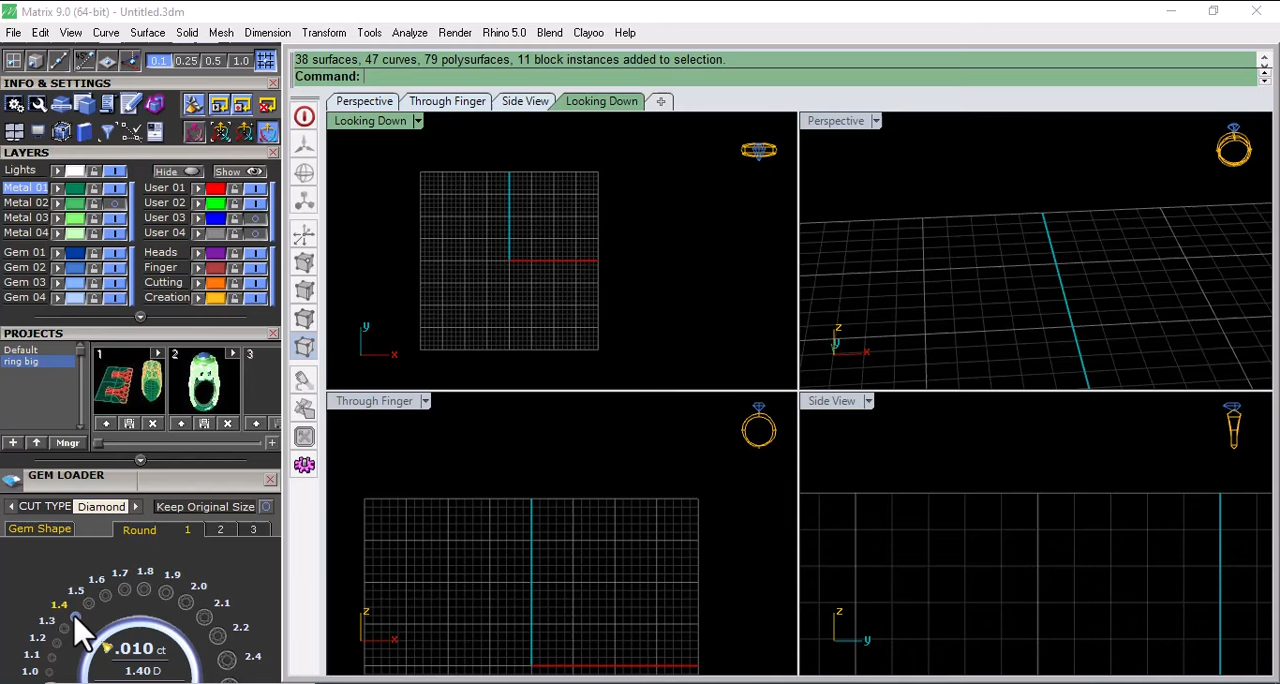 Matrix 9.0 (64-bit) - Untitled.3dm
File Edit View Curve Surface Solid Mesh Dimension Transform Tools Analyze Render Rhino 5.0 Blend Clayoo Help
38 surfaces, 47 curves, 79 polysurfaces, 11 block instances added to selection.
Command:
0.1 0.25 0.5 1.0
INFO & SETTINGS
Perspective Through Finger Side View Looking Down
Looking Down
Perspective
LAYERS
Lights Hide Show
Metal 01 User 01
Metal 02 User 02
Metal 03 User 03
Metal 04 User 04
Gem 01 Heads
Gem 02 Finger
Gem 03 Cutting
Gem 04 Creation
PROJECTS
Default
ring big
1 2 3
Mngr
y x
z y x
Through Finger
Side View
GEM LOADER
CUT TYPE Diamond Keep Original Size
Gem Shape Round 1 2 3
1.0 1.1 1.2 1.3 1.4 1.5 1.6 1.7 1.8 1.9 2.0 2.1 2.2 2.4
.010 ct
1.40 D
z x
z y